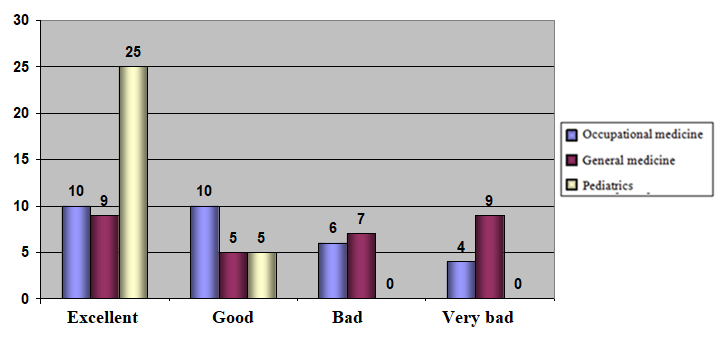 30
25
20
15
10
5
0
10
9
25
10
5
5
6
7
0
4
9
0
Excellent
Good
Bad
Very bad
Occupational medicine
General medicine
Pediatrics